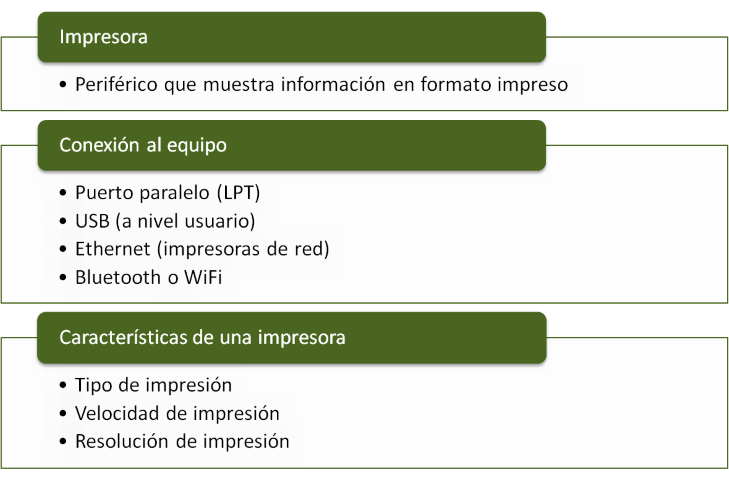 Impresora
• Periférico que muestra información en formato impreso
Conexión al equipo
• Puerto paralelo (LPT)
• USB (a nivel usuario)
• Ethernet (impresoras de red)
• Bluetooth o WiFi
Características de una impresora
• Tipo de impresión
• Velocidad de impresión
• Resolución de impresión